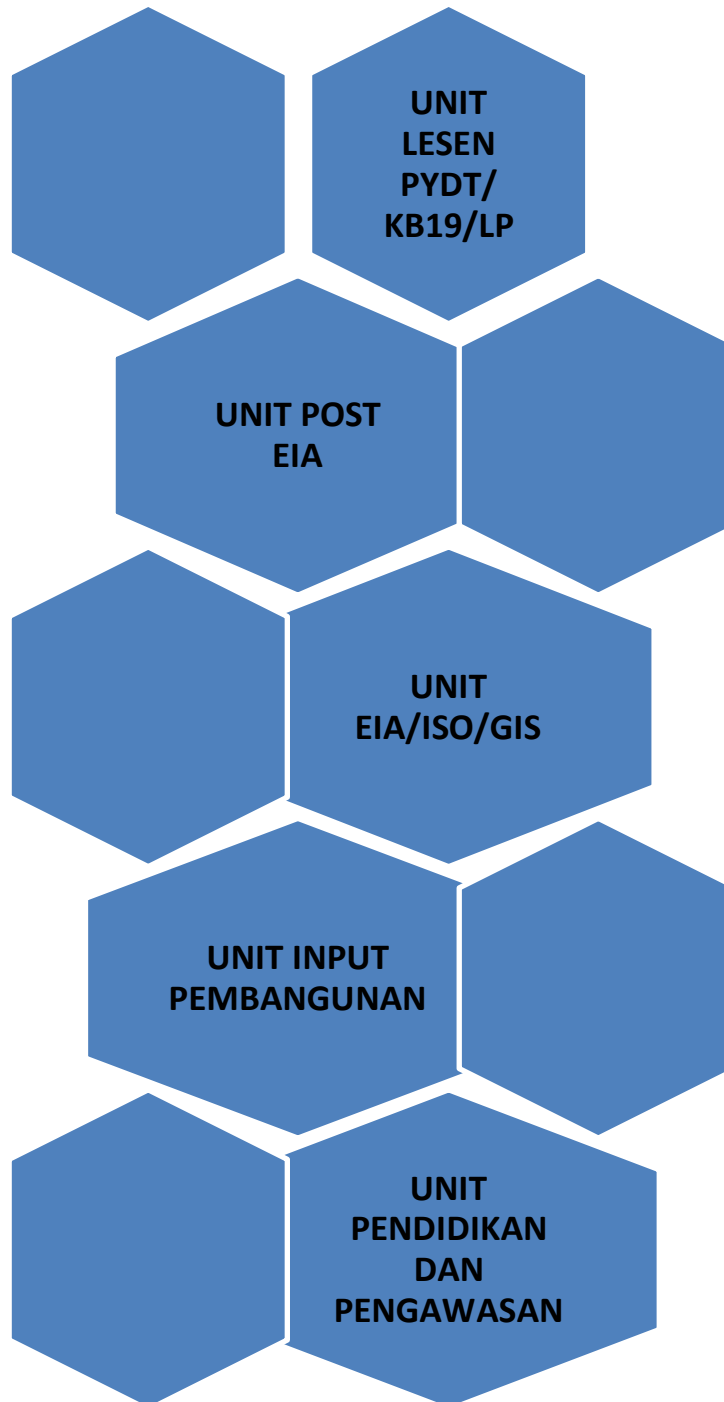 UNIT
LESEN
PYDT/
KB19/LP
UNIT POST
EIA
UNIT
EIA/ISO/GIS
UNIT INPUT
PEMBANGUNAN
UNIT
PENDIDIKAN
DAN
PENGAWASAN